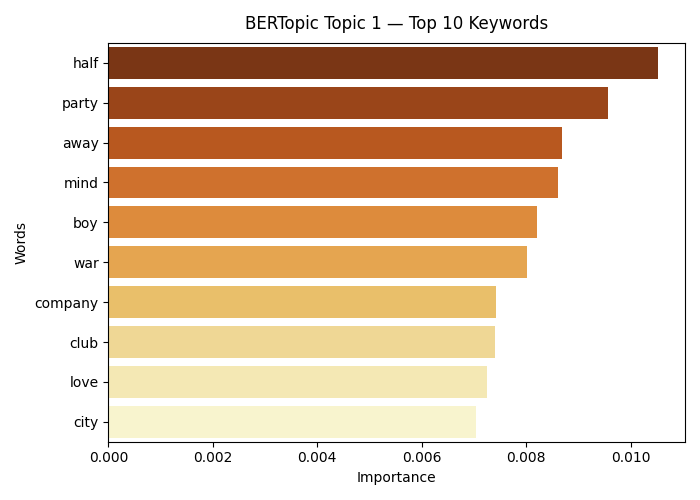 BERTopic Topic 1 — Top 10 Keywords
half
party
away
mind
boy
war
company
club
love
city
Words
0.000 0.002 0.004 0.006 0.008 0.010
Importance